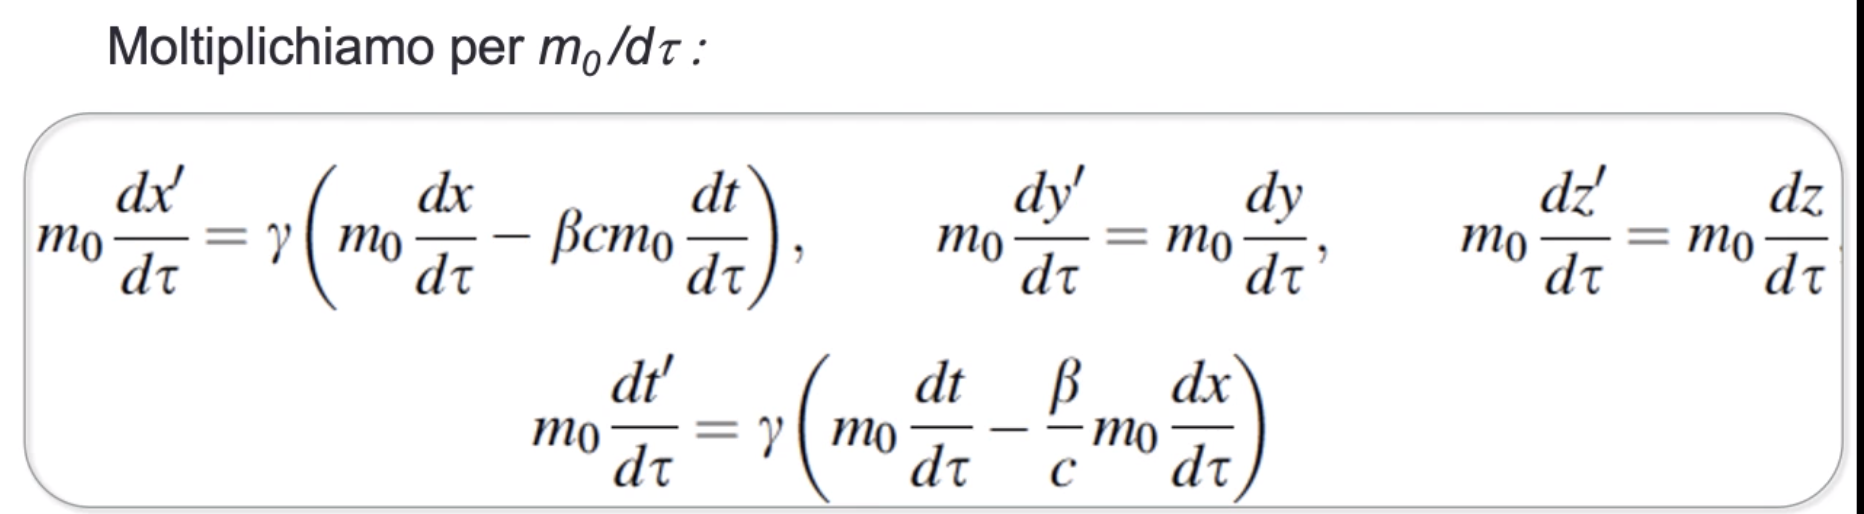 Moltiplichiamo per m₀/dτ :
m₀ dx′/dτ = γ(m₀ dx/dτ − βcm₀ dt/dτ), m₀ dy′/dτ = m₀ dy/dτ, m₀ dz′/dτ = m₀ dz/dτ
m₀ dt′/dτ = γ(m₀ dt/dτ − β/c m₀ dx/dτ)